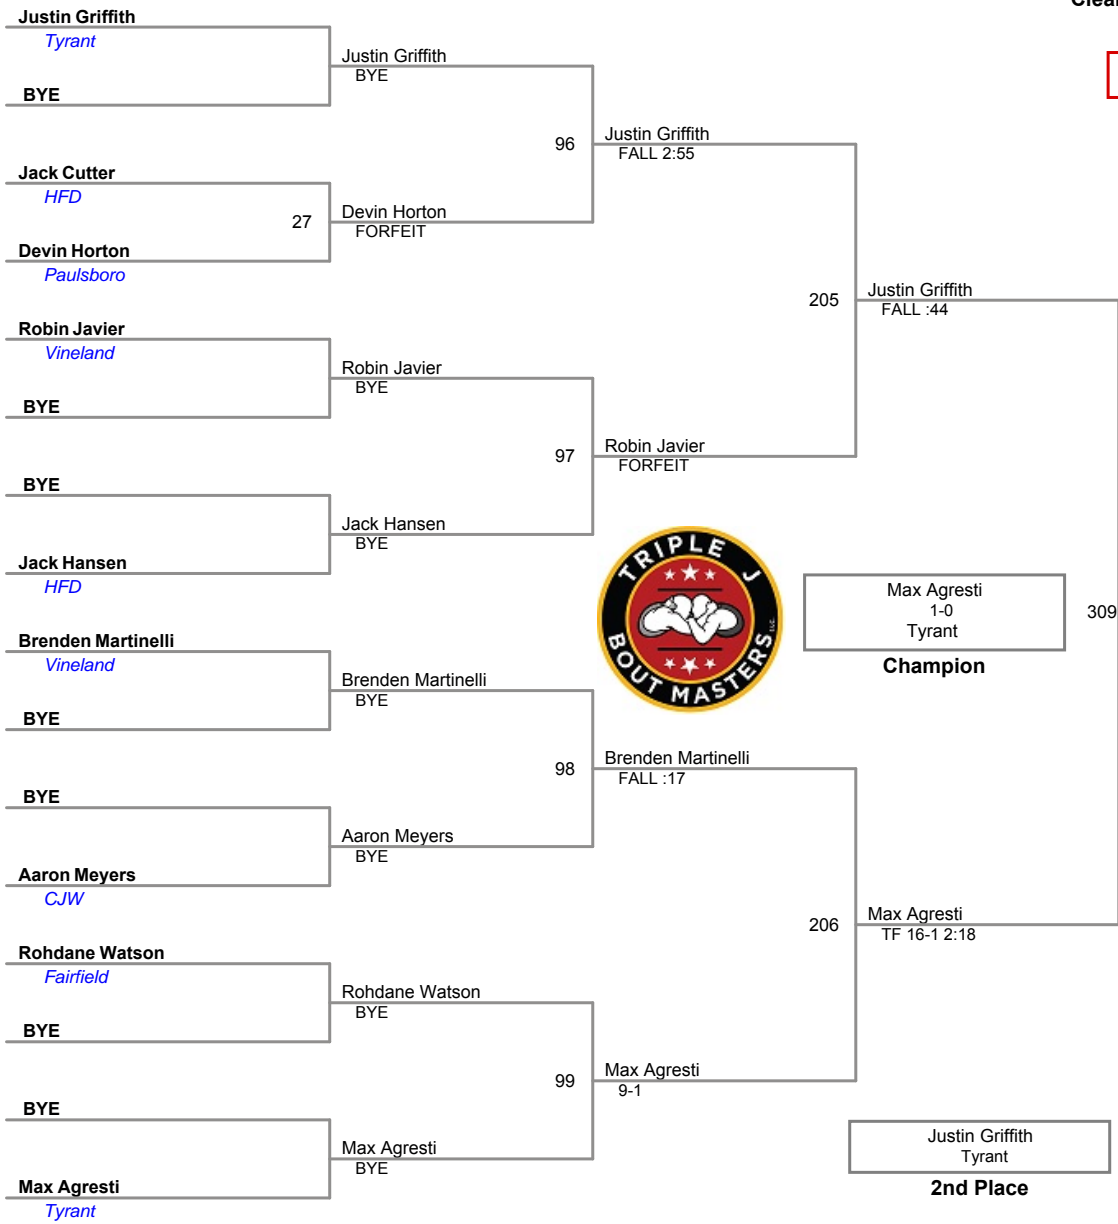 Justin Griffith
Tyrant
BYE
Jack Cutter
HFD
27
Devin Horton
Paulsboro
Robin Javier
Vineland
BYE
BYE
Jack Hansen
HFD
Brenden Martinelli
Vineland
BYE
BYE
Aaron Meyers
CJW
Rohdane Watson
Fairfield
BYE
BYE
Max Agresti
Tyrant
Justin Griffith
BYE
96
Devin Horton
FORFEIT
Robin Javier
BYE
97
Jack Hansen
BYE
Brenden Martinelli
BYE
98
Aaron Meyers
BYE
Rohdane Watson
BYE
99
Max Agresti
BYE
Justin Griffith
FALL 2:55
205
Robin Javier
FORFEIT
TRIPLE J
BOUT MASTERS
Brenden Martinelli
FALL :17
206
Max Agresti
9-1
Justin Griffith
FALL :44
309
Max Agresti
TF 16-1 2:18
Max Agresti
1-0
Tyrant
Champion
Justin Griffith
Tyrant
2nd Place